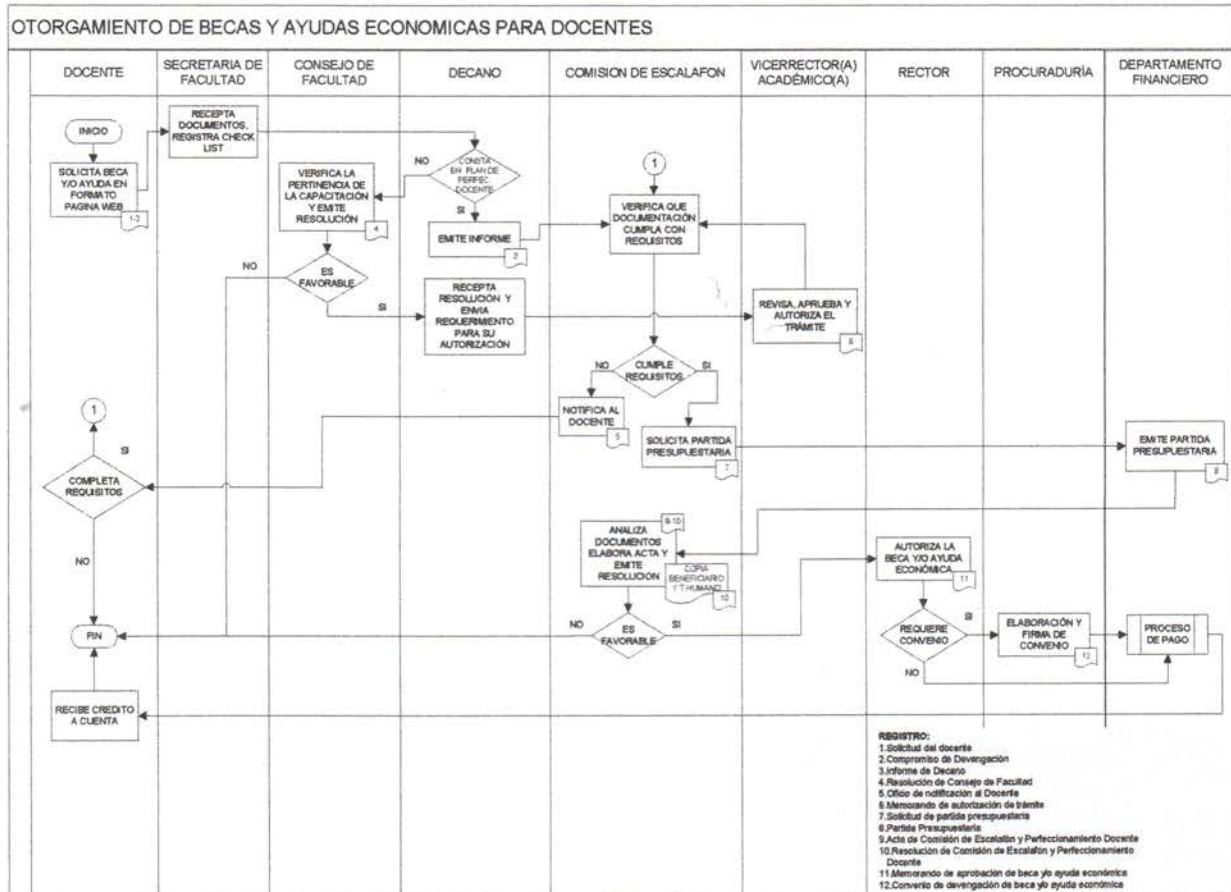 OTORGAMIENTO DE BECAS Y AYUDAS ECONOMICAS PARA DOCENTES
DOCENTE
SECRETARIA DE
FACULTAD
CONSEJO DE
FACULTAD
DECANO
COMISION DE ESCALAFON
VICERRECTOR(A)
ACADÉMICO(A)
RECTOR
PROCURADURÍA
DEPARTAMENTO
FINANCIERO
INICIO
SOLICITA BECA
Y/O AYUDA EN
FORMATO
PAGINA WEB
1-2
RECEPTA
DOCUMENTOS,
REGISTRA CHECK
LIST
CONSTA
EN PLAN DE
PERFEC.
DOCENTE
NO
SI
VERIFICA LA
PERTINENCIA DE
LA CAPACITACIÓN
Y EMITE
RESOLUCIÓN
4
EMITE INFORME
3
1
VERIFICA QUE
DOCUMENTACIÓN
CUMPLA CON
REQUISITOS
ES
FAVORABLE
NO
SI
RECEPTA
RESOLUCIÓN Y
ENVIA
REQUERIMIENTO
PARA SU
AUTORIZACIÓN
REVISA, APRUEBA Y
AUTORIZA EL
TRÁMITE
6
CUMPLE
REQUISITOS
NO
SI
NOTIFICA AL
DOCENTE
5
SOLICITA PARTIDA
PRESUPUESTARIA
7
EMITE PARTIDA
PRESUPUESTARIA
8
1
SI
COMPLETA
REQUISITOS
NO
ANALIZA
DOCUMENTOS
ELABORA ACTA Y
EMITE
RESOLUCION
9-10
COPIA
BENEFICIARIO
Y T.HUMANO
10
AUTORIZA LA
BECA Y/O AYUDA
ECONÓMICA
11
FIN
NO
ES
FAVORABLE
SI
REQUIERE
CONVENIO
SI
NO
ELABORACIÓN Y
FIRMA DE
CONVENIO
12
PROCESO
DE PAGO
RECIBE CREDITO
A CUENTA
REGISTRO:
1.Solicitud del docente
2.Compromiso de Devengación
3.Informe de Decano
4.Resolución de Consejo de Facultad
5.Oficio de notificación al Docente
6.Memorando de autorización de trámite
7.Solicitud de partida presupuestaria
8.Partida Presupuestaria
9.Acta de Comisión de Escalafón y Perfeccionamiento Docente
10.Resolución de Comisión de Escalafón y Perfeccionamiento
Docente
11.Memorando de aprobación de beca y/o ayuda económica
12.Convenio de devengación de beca y/o ayuda económica